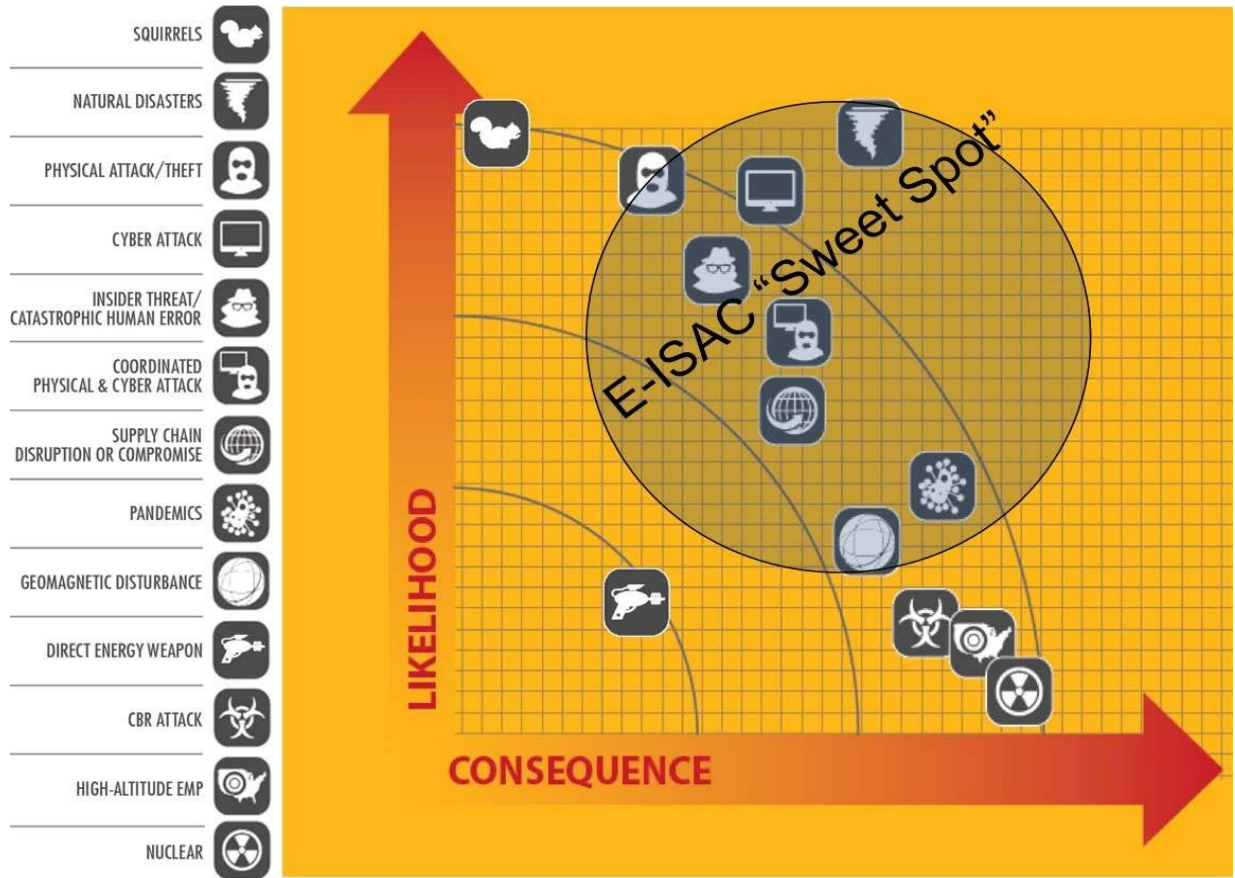 SQUIRRELS
NATURAL DISASTERS
PHYSICAL ATTACK/THEFT
CYBER ATTACK
INSIDER THREAT/
CATASTROPHIC HUMAN ERROR
COORDINATED
PHYSICAL & CYBER ATTACK
SUPPLY CHAIN
DISRUPTION OR COMPROMISE
PANDEMICS
GEOMAGNETIC DISTURBANCE
DIRECT ENERGY WEAPON
CBR ATTACK
HIGH-ALTITUDE EMP
NUCLEAR
LIKELIHOOD
CONSEQUENCE
E-ISAC “Sweet Spot”